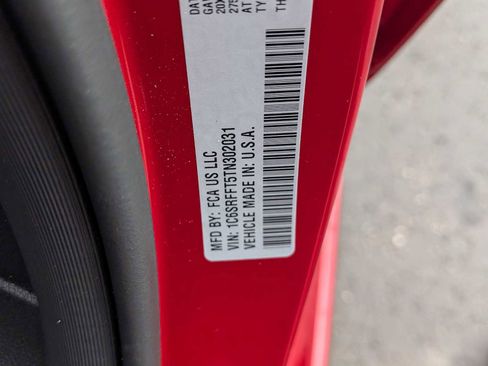 MFD BY: FCA US LLC
VIN: 1C6SRFFT5TN302031
VEHICLE MADE IN: U.S.A.